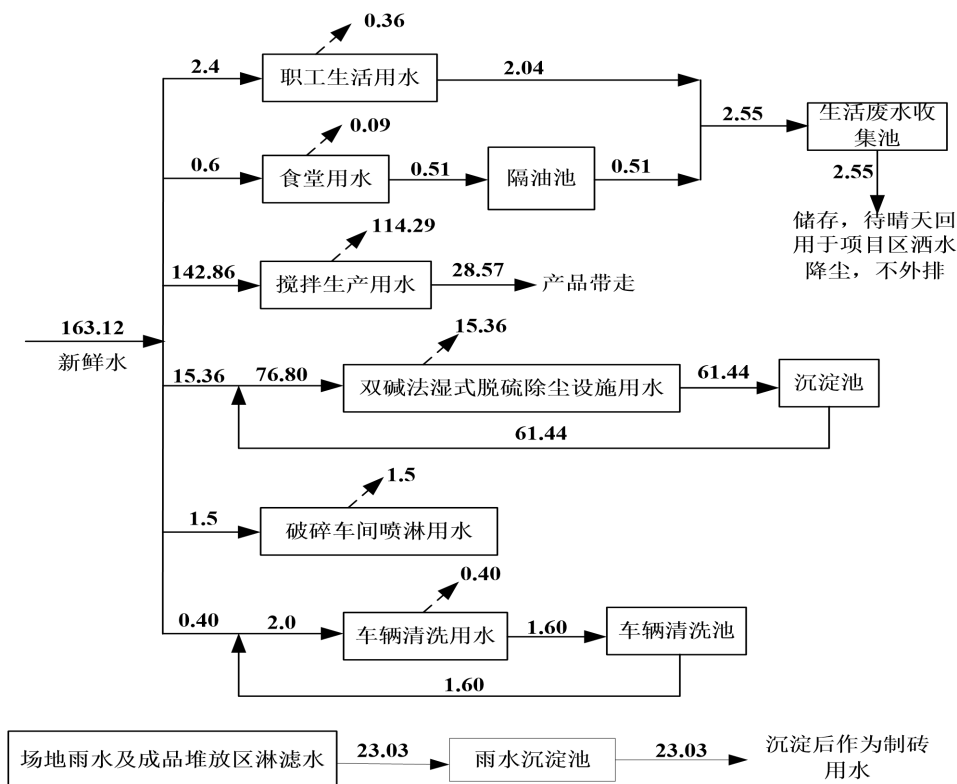 0.36
2.4
职工生活用水
2.04
2.55
生活废水收
集池
0.09
0.6
食堂用水
0.51
隔油池
0.51
2.55
储存，待晴天回
用于项目区洒水
降尘，不外排
114.29
142.86
搅拌生产用水
28.57
产品带走
163.12
新鲜水
15.36
15.36
76.80
双碱法湿式脱硫除尘设施用水
61.44
沉淀池
61.44
1.5
1.5
破碎车间喷淋用水
0.40
0.40
2.0
车辆清洗用水
1.60
车辆清洗池
1.60
场地雨水及成品堆放区淋滤水
23.03
雨水沉淀池
23.03
沉淀后作为制砖
用水